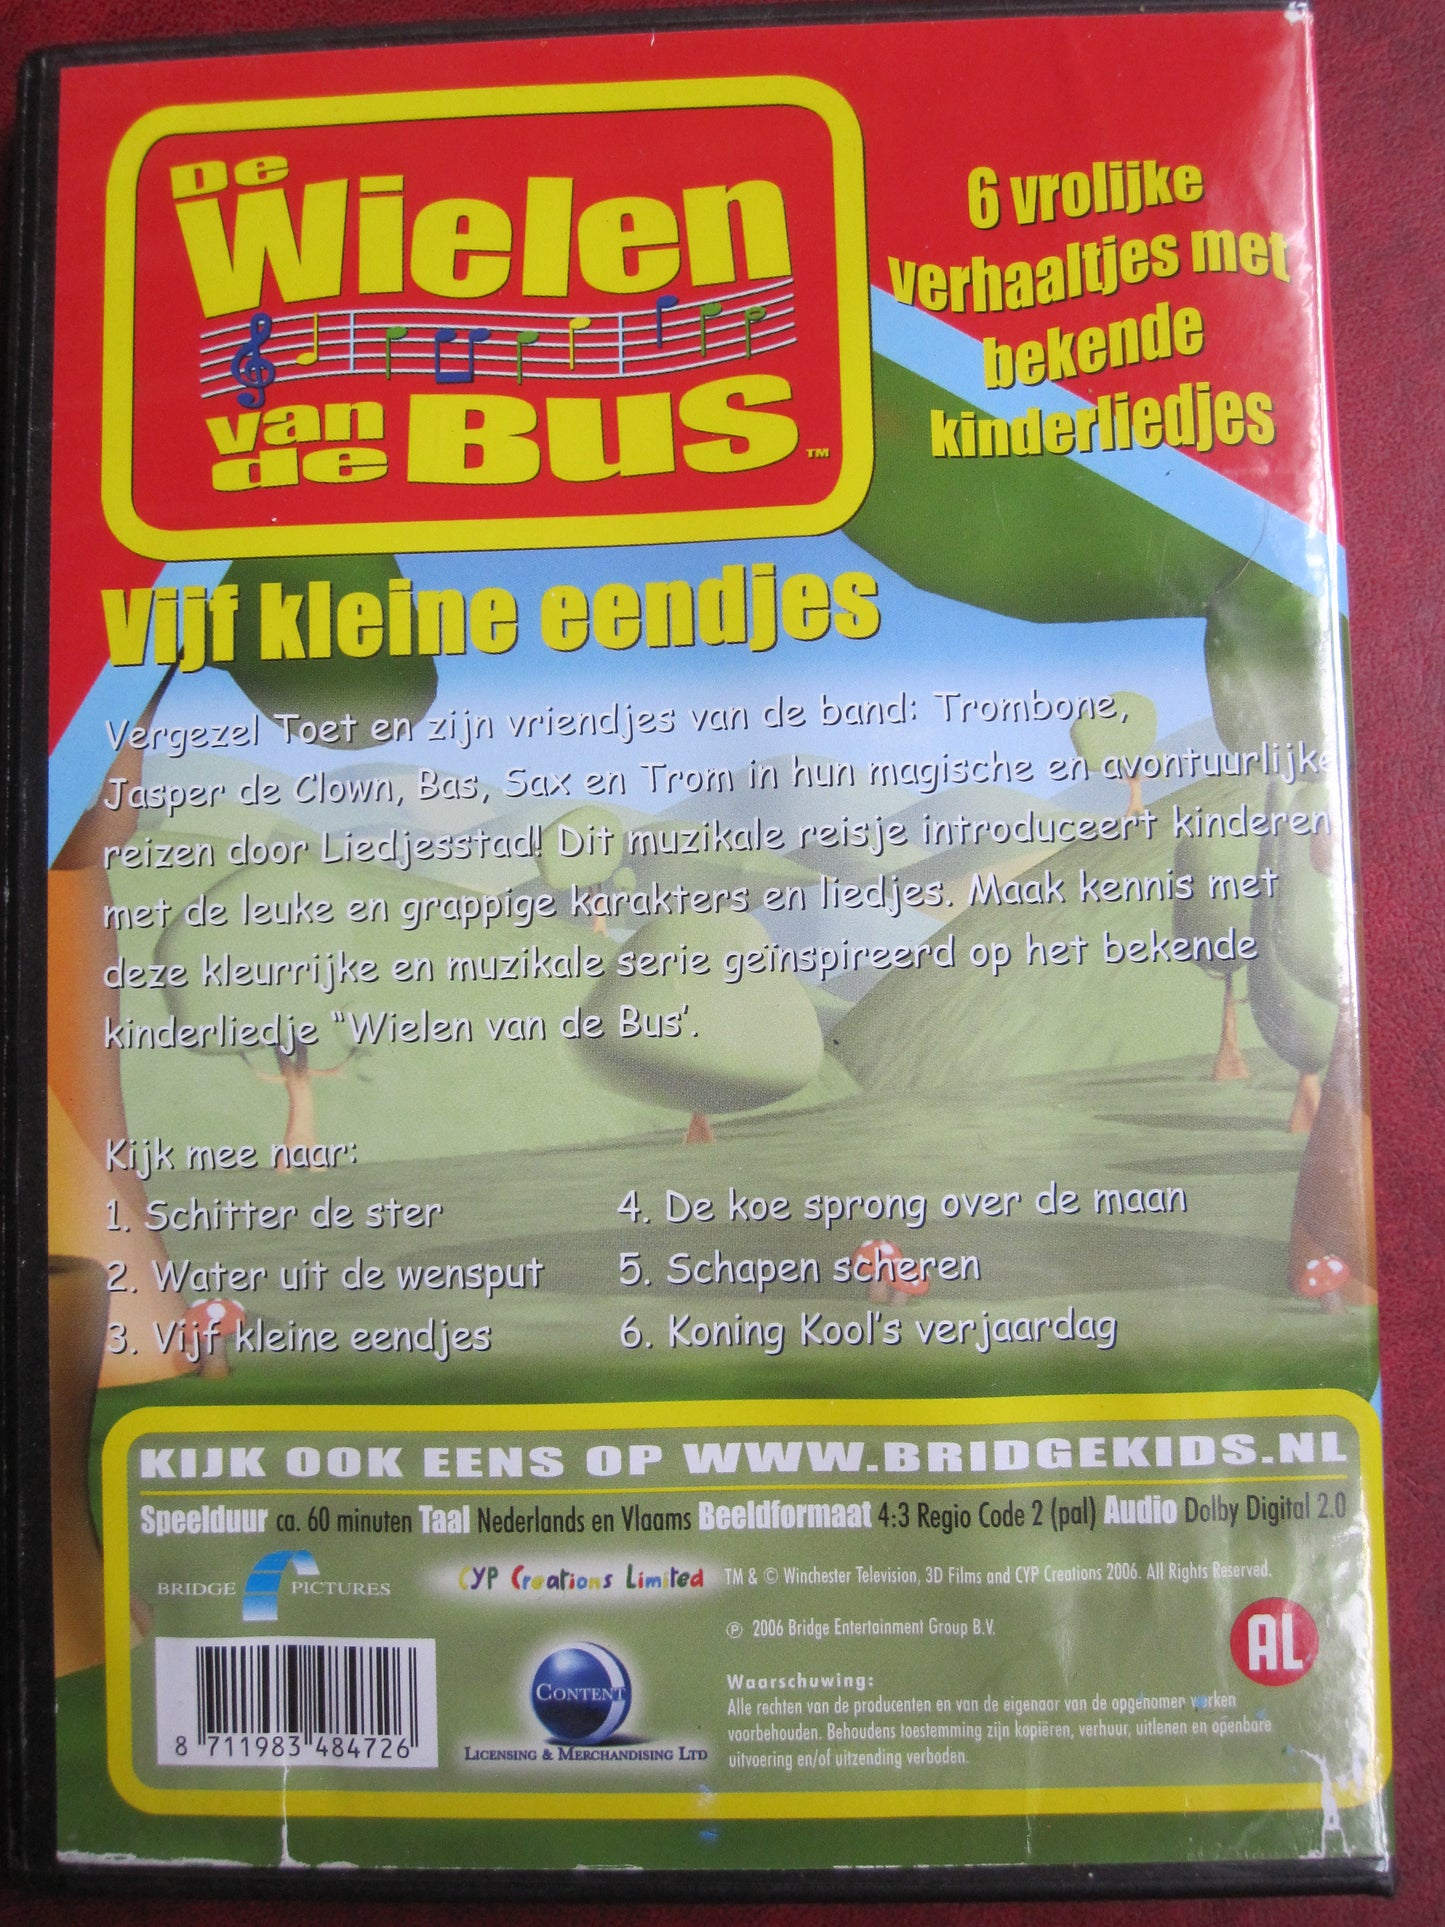 De
Wielen
van de Bus™
6 vrolijke
verhaaltjes met
bekende
kinderliedjes
Vijf kleine eendjes
Vergezel Toet en zijn vriendjes van de band: Trombone,
Jasper de Clown, Bas, Sax en Trom in hun magische en avontuurlijke
reizen door Liedjesstad! Dit muzikale reisje introduceert kinderen
met de leuke en grappige karakters en liedjes. Maak kennis met
deze kleurrijke en muzikale serie geïnspireerd op het bekende
kinderliedje "Wielen van de Bus'.
Kijk mee naar:
1. Schitter de ster
2. Water uit de wensput
3. Vijf kleine eendjes
4. De koe sprong over de maan
5. Schapen scheren
6. Koning Kool's verjaardag
KIJK OOK EENS OP WWW.BRIDGEKIDS.NL
Speelduur ca. 60 minuten Taal Nederlands en Vlaams Beeldformaat 4:3 Regio Code 2 (pal) Audio Dolby Digital 2.0
BRIDGE PICTURES
CYP Creations Limited
TM & © Winchester Television, 3D Films and CYP Creations 2006. All Rights Reserved.
℗ 2006 Bridge Entertainment Group B.V.
AL
Waarschuwing:
Alle rechten van de producenten en van de eigenaar van de opgenomen werken
voorbehouden. Behoudens toestemming zijn kopiëren, verhuur, uitlenen en openbare
uitvoering en/of uitzending verboden.
CONTENT
LICENSING & MERCHANDISING LTD
8 711983 484726